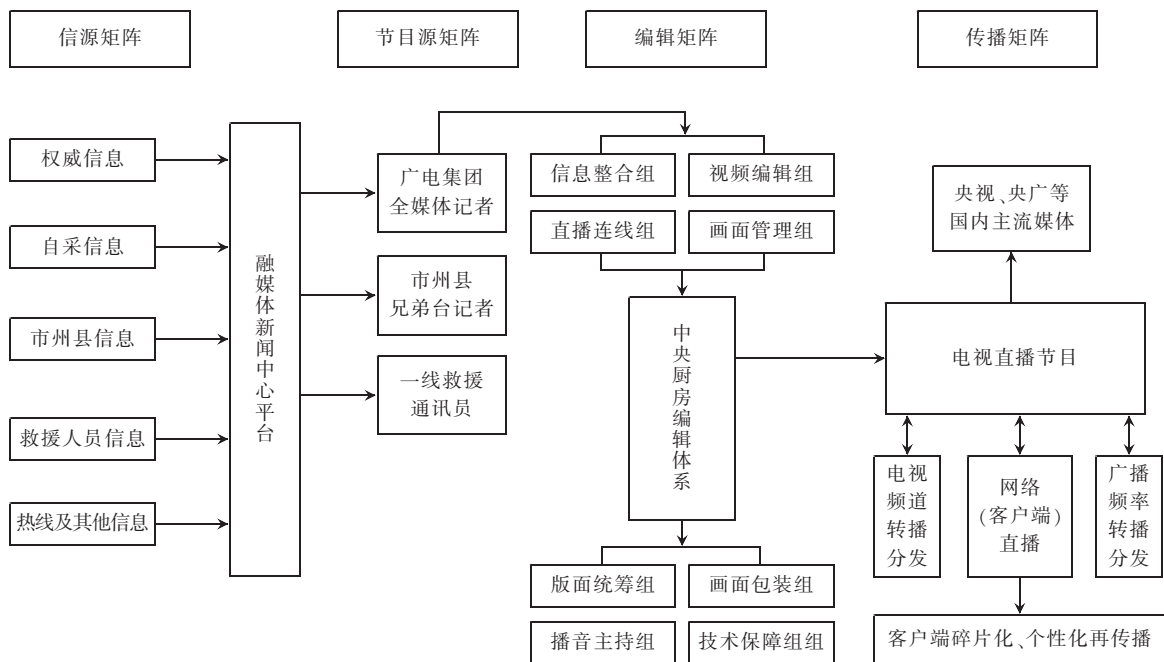 信源矩阵
节目源矩阵
编辑矩阵
传播矩阵
权威信息
自采信息
市州县信息
救援人员信息
热线及其他信息
融媒体新闻中心平台
广电集团
全媒体记者
市州县
兄弟台记者
一线救援
通讯员
信息整合组
视频编辑组
直播连线组
画面管理组
中央厨房编辑体系
版面统筹组
画面包装组
播音主持组
技术保障组组
央视、央广等
国内主流媒体
电视直播节目
电视
频道
转播
分发
网络
(客户端)
直播
广播
频率
转播
分发
客户端碎片化、个性化再传播